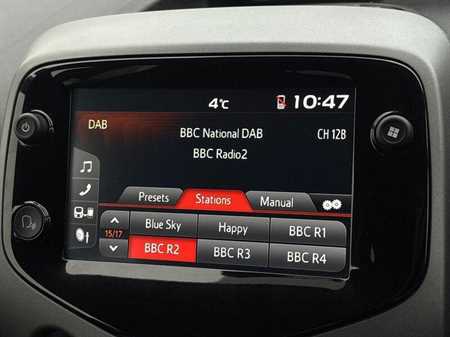 4°C 10:47
DAB
BBC National DAB CH 12B
BBC Radio2
Presets Stations Manual
Blue Sky Happy BBC R1
15/17
BBC R2 BBC R3 BBC R4